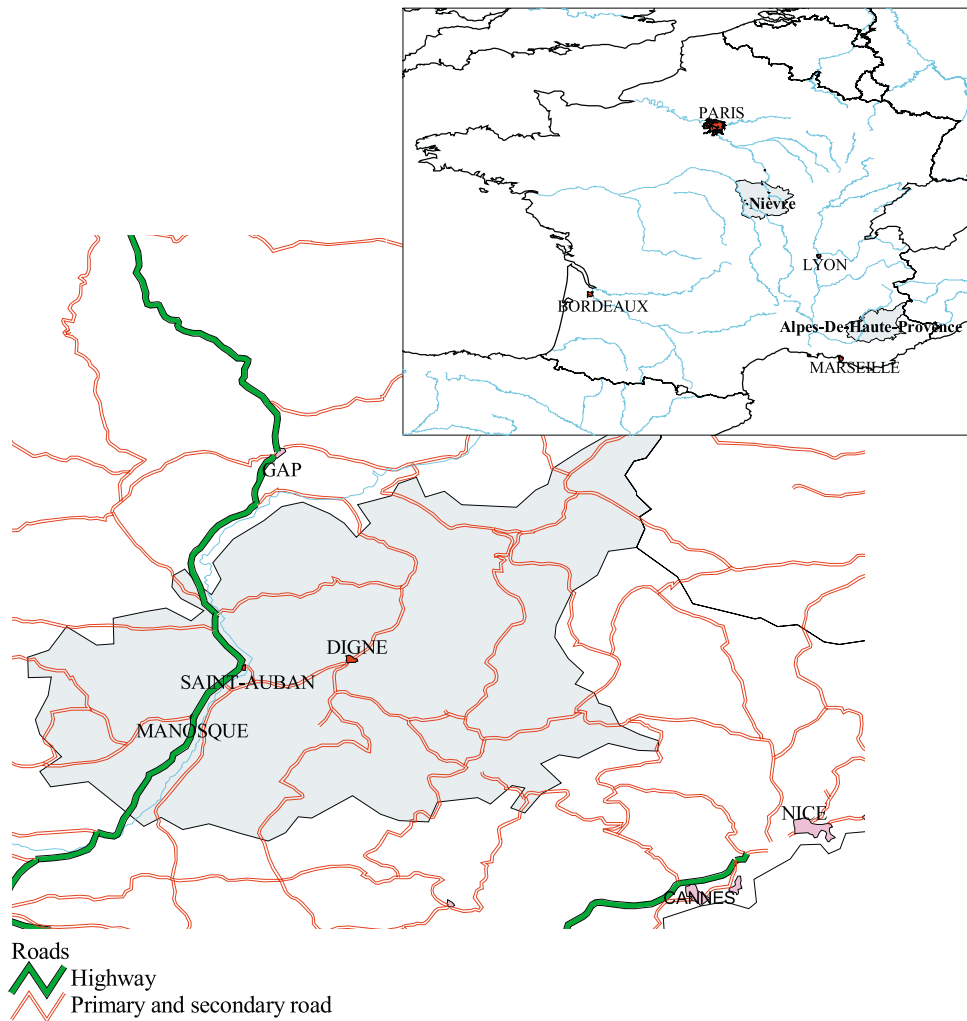 PARIS
Nièvre
LYON
BORDEAUX
Alpes-De-Haute-Provence
MARSEILLE
GAP
DIGNE
SAINT-AUBAN
MANOSQUE
NICE
CANNES
Roads
Highway
Primary and secondary road